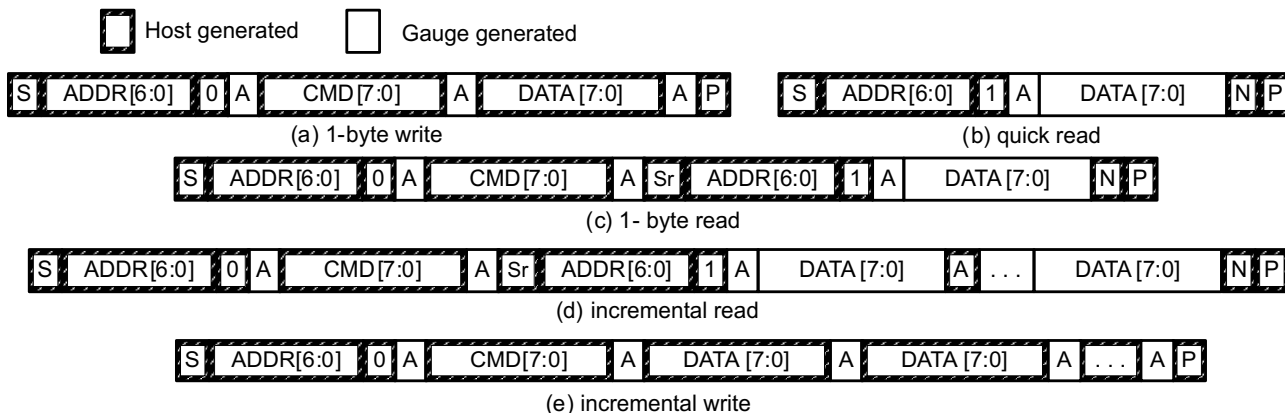 Host generated Gauge generated
S ADDR[6:0] 0 A CMD[7:0] A DATA [7:0] A P S ADDR[6:0] 1 A DATA [7:0] N P
(a) 1-byte write (b) quick read
S ADDR[6:0] 0 A CMD[7:0] A Sr ADDR[6:0] 1 A DATA [7:0] N P
(c) 1- byte read
S ADDR[6:0] 0 A CMD[7:0] A Sr ADDR[6:0] 1 A DATA [7:0] A . . . DATA [7:0] N P
(d) incremental read
S ADDR[6:0] 0 A CMD[7:0] A DATA [7:0] A DATA [7:0] A . . . A P
(e) incremental write